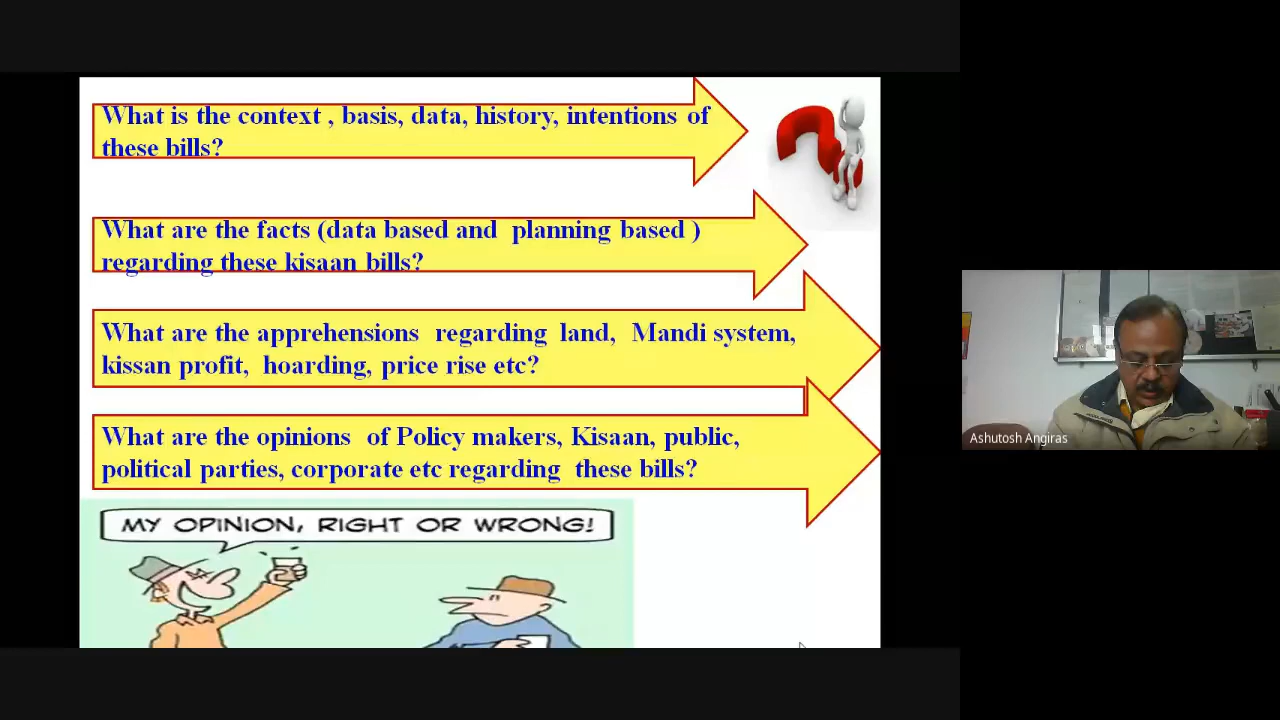 What is the context , basis, data, history, intentions of
these bills?
What are the facts (data based and planning based )
regarding these kisaan bills?
What are the apprehensions regarding land, Mandi system,
kissan profit, hoarding, price rise etc?
What are the opinions of Policy makers, Kisaan, public,
political parties, corporate etc regarding these bills?
MY OPINION, RIGHT OR WRONG!
Ashutosh Angiras